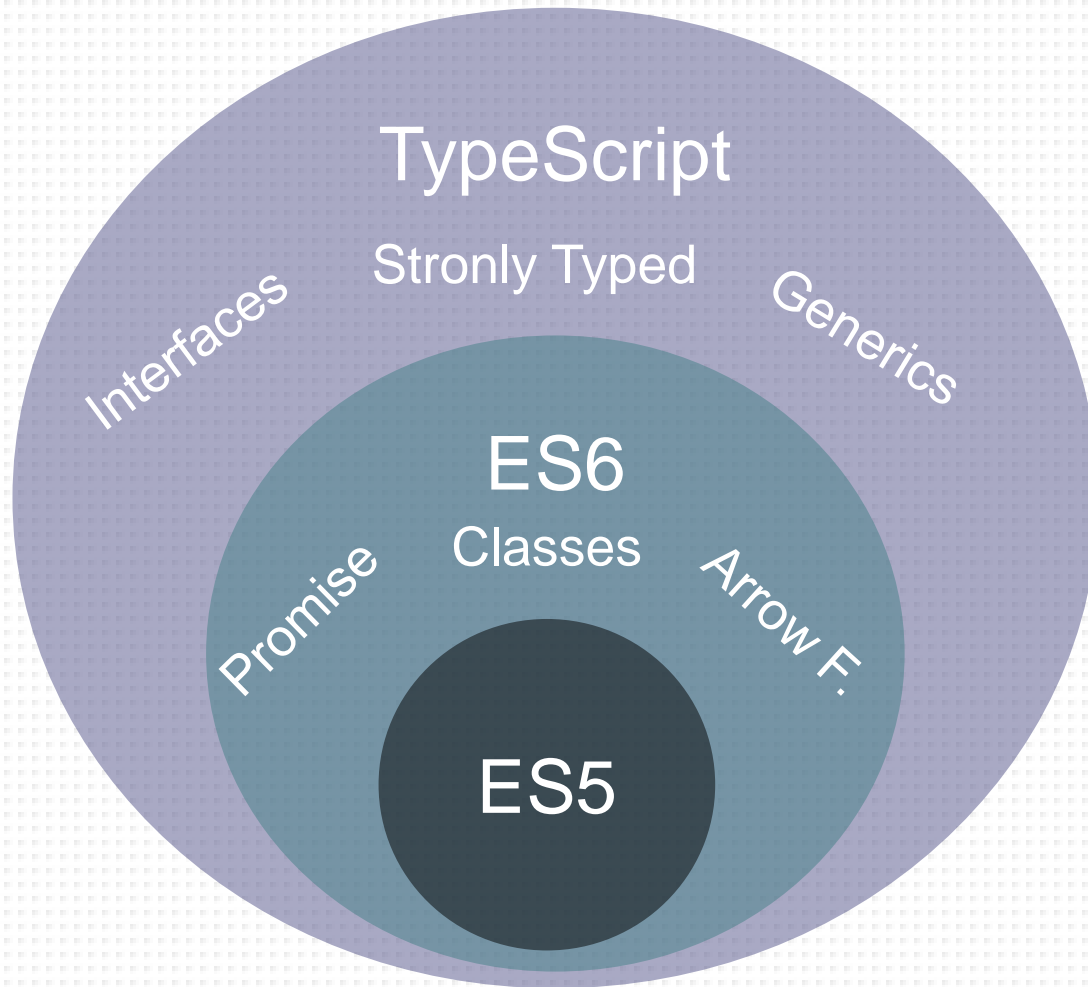 TypeScript
Stronly Typed
Interfaces
Generics
ES6
Classes
Promise
Arrow F.
ES5